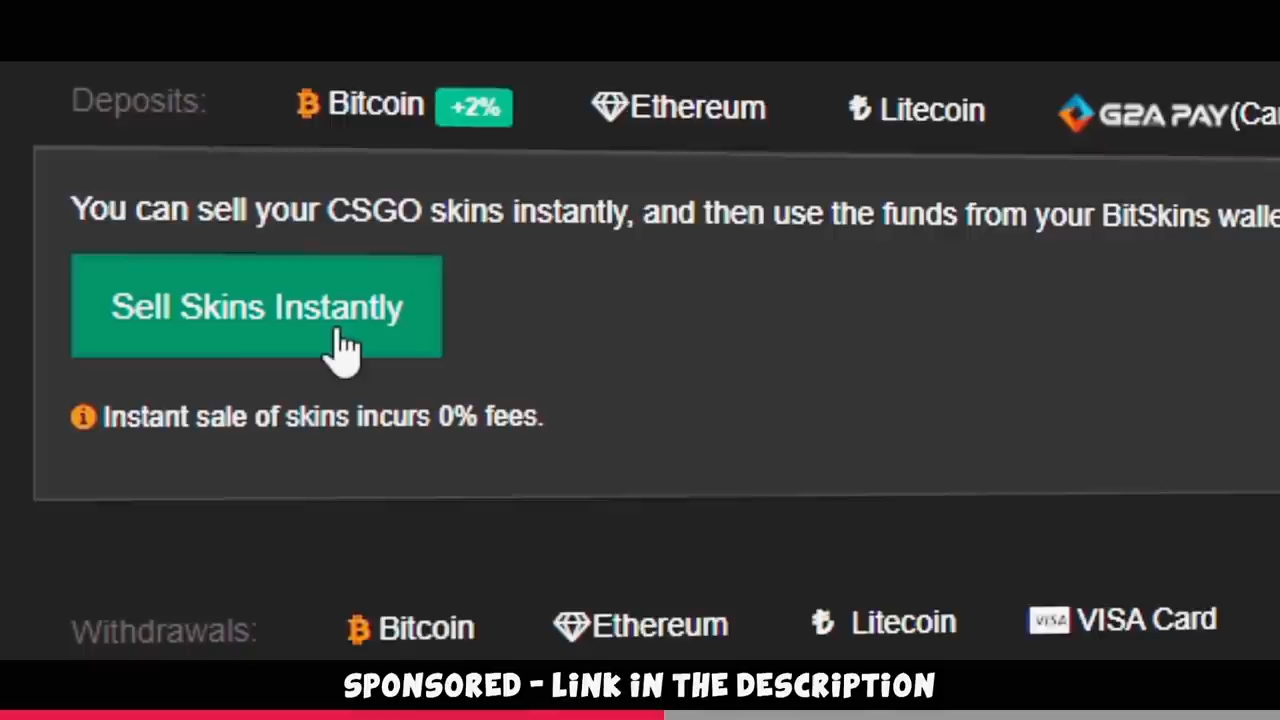 Deposits: Bitcoin +2% Ethereum Litecoin G2A PAY(Ca
You can sell your CSGO skins instantly, and then use the funds from your BitSkins walle
Sell Skins Instantly
Instant sale of skins incurs 0% fees.
Withdrawals: Bitcoin Ethereum Litecoin VISA VISA Card
SPONSORED - LINK IN THE DESCRIPTION